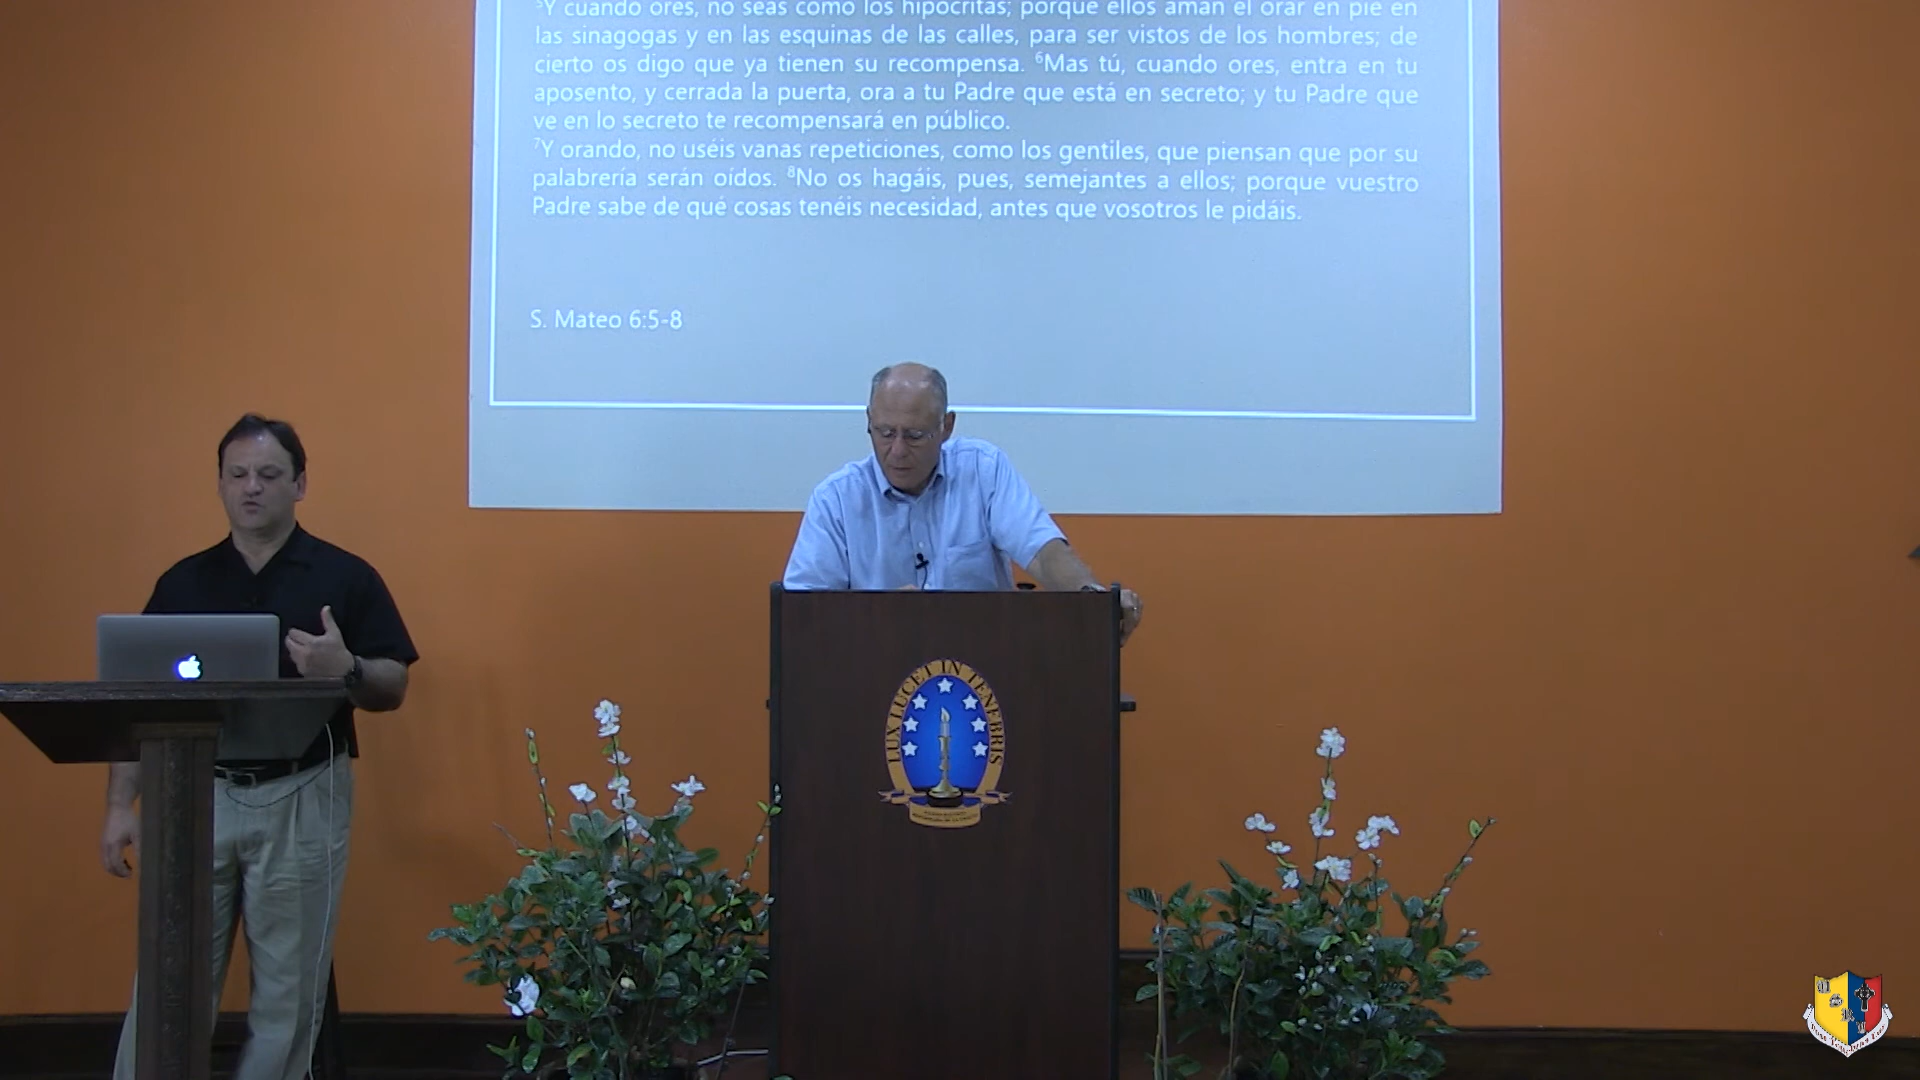 ⁵Y cuando ores, no seas como los hipócritas; porque ellos aman el orar en pie en
las sinagogas y en las esquinas de las calles, para ser vistos de los hombres; de
cierto os digo que ya tienen su recompensa. ⁶Mas tú, cuando ores, entra en tu
aposento, y cerrada la puerta, ora a tu Padre que está en secreto; y tu Padre que
ve en lo secreto te recompensará en público.
⁷Y orando, no uséis vanas repeticiones, como los gentiles, que piensan que por su
palabrería serán oídos. ⁸No os hagáis, pues, semejantes a ellos; porque vuestro
Padre sabe de qué cosas tenéis necesidad, antes que vosotros le pidáis.
S. Mateo 6:5-8
LUX LUCET IN TENEBRIS